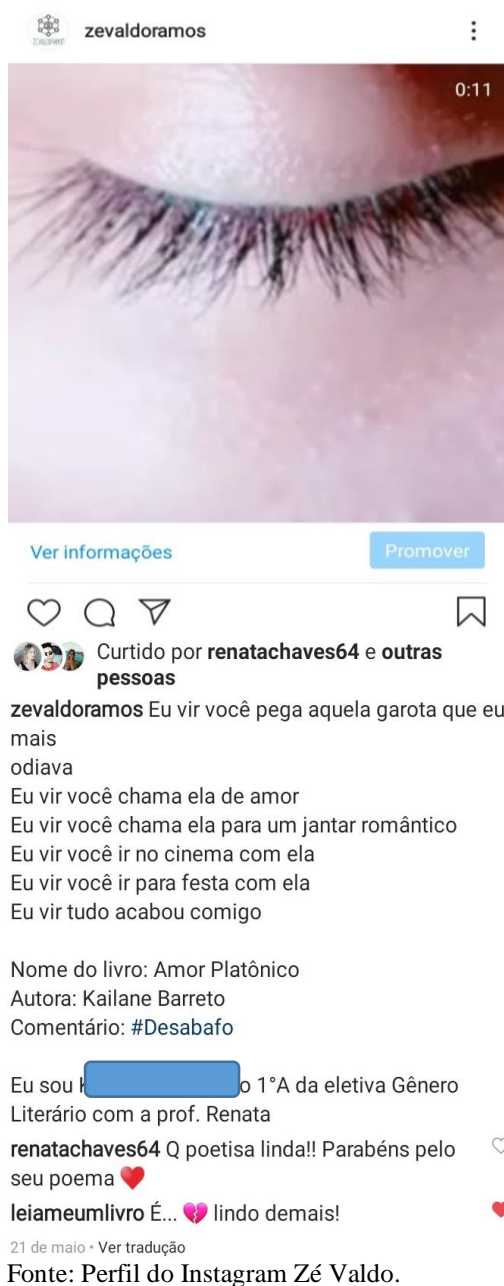 zevaldoramos
0:11
Ver informações
Promover
Curtido por renatachaves64 e outras
pessoas
zevaldoramos Eu vir você pega aquela garota que eu
mais
odiava
Eu vir você chama ela de amor
Eu vir você chama ela para um jantar romântico
Eu vir você ir no cinema com ela
Eu vir você ir para festa com ela
Eu vir tudo acabou comigo
Nome do livro: Amor Platônico
Autora: Kailane Barreto
Comentário: #Desabafo
Eu sou o 1°A da eletiva Gênero
Literário com a prof. Renata
renatachaves64 Q poetisa linda!! Parabéns pelo
seu poema ❤️
leiameumlivro É... 💔 lindo demais!
21 de maio • Ver tradução
Fonte: Perfil do Instagram Zé Valdo.